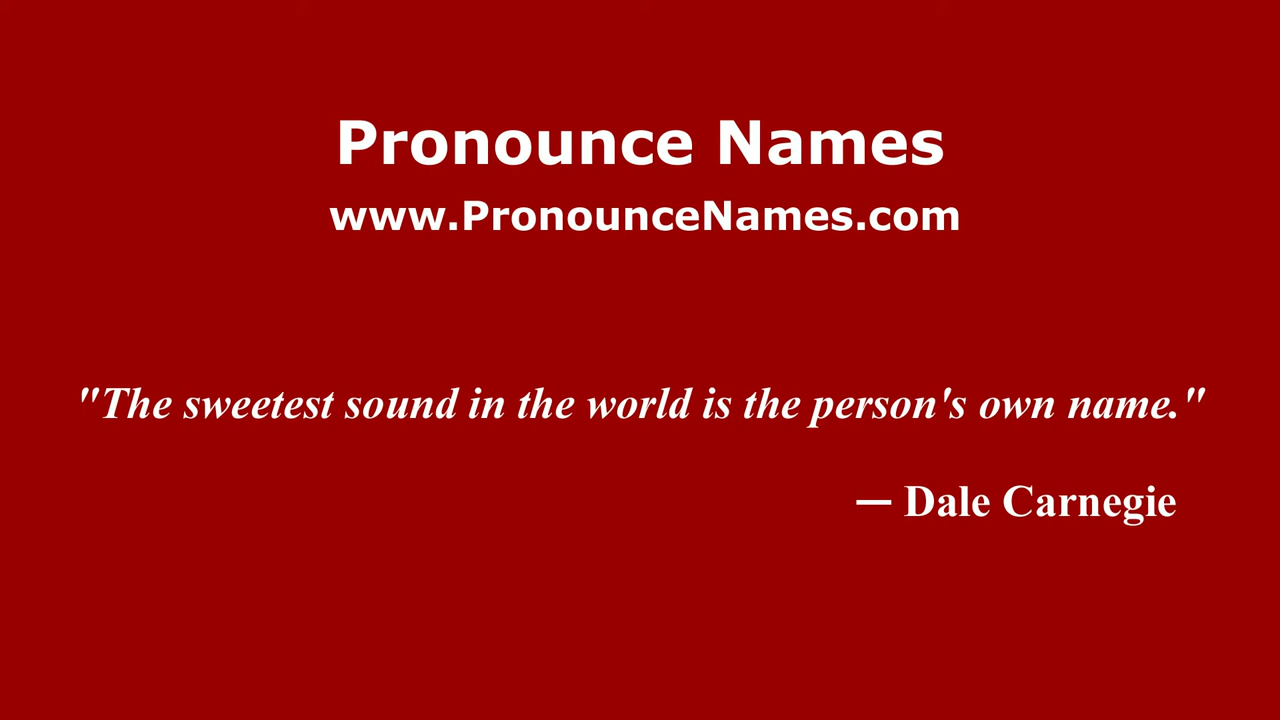 Pronounce Names
www.PronounceNames.com
"The sweetest sound in the world is the person's own name."
— Dale Carnegie